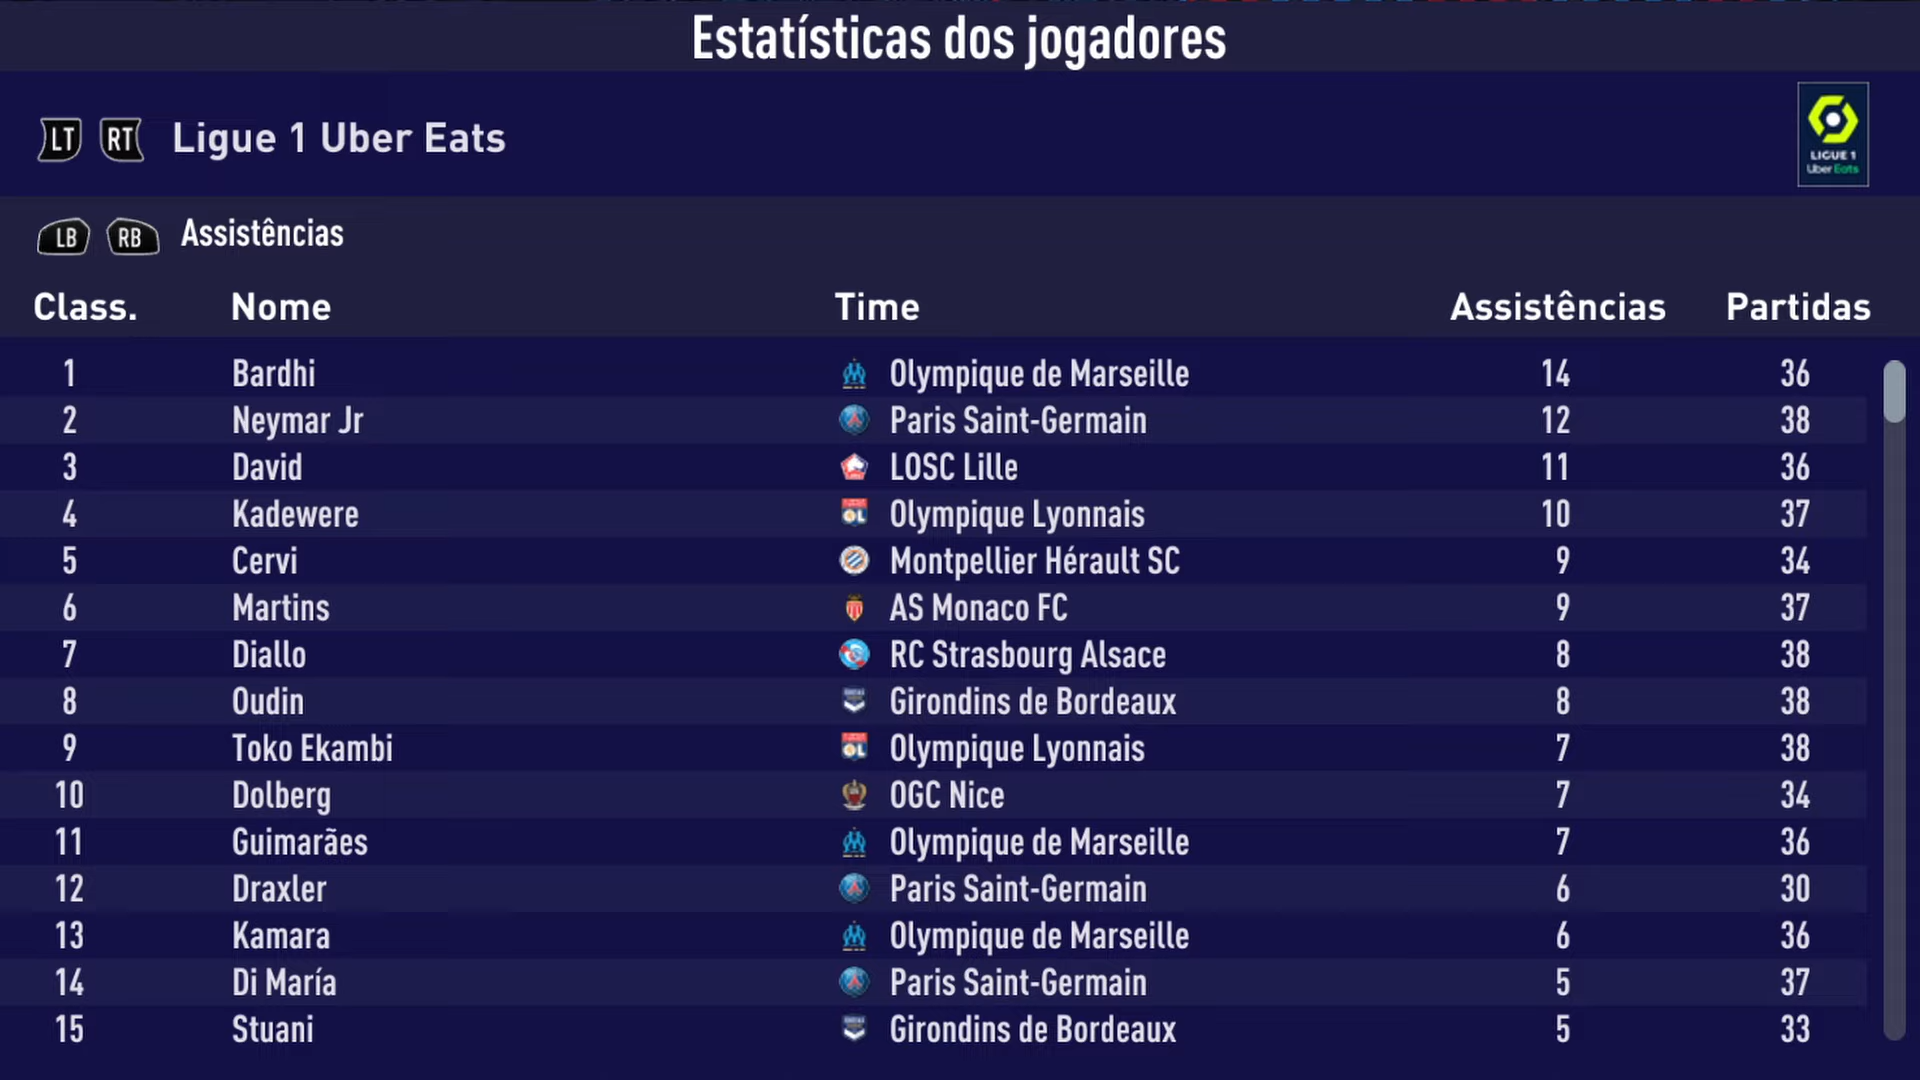 Estatísticas dos jogadores
LT RT Ligue 1 Uber Eats
LIGUE 1
Uber Eats
LB RB Assistências
Class. Nome Time Assistências Partidas
1 Bardhi Olympique de Marseille 14 36
2 Neymar Jr Paris Saint-Germain 12 38
3 David LOSC Lille 11 36
4 Kadewere OL Olympique Lyonnais 10 37
5 Cervi Montpellier Hérault SC 9 34
6 Martins AS Monaco FC 9 37
7 Diallo RC Strasbourg Alsace 8 38
8 Oudin Girondins de Bordeaux 8 38
9 Toko Ekambi OL Olympique Lyonnais 7 38
10 Dolberg OGC Nice 7 34
11 Guimarães Olympique de Marseille 7 36
12 Draxler Paris Saint-Germain 6 30
13 Kamara Olympique de Marseille 6 36
14 Di María Paris Saint-Germain 5 37
15 Stuani Girondins de Bordeaux 5 33